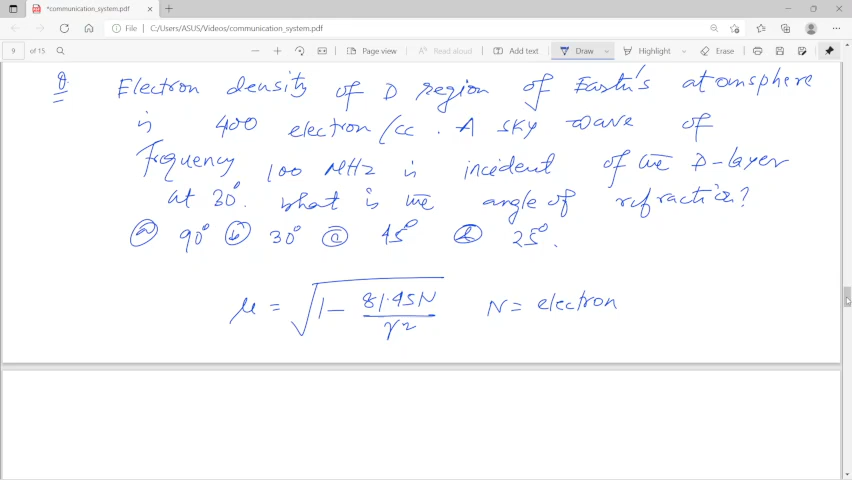 *communication_system.pdf
File | C:/Users/ASUS/Videos/communication_system.pdf
9 of 15 Page view Read aloud Add text Draw Highlight Erase
Q. Electron density of D region of Earth's atomsphere
is 400 electron/cc. A sky wave of
Frequency 100 MHz is incident of the D-layer
at 30°. what is the angle of refraction?
(a) 90° (b) 30° (c) 45° (d) 25°.
μ = √1 - 81.45N/γ2 N = electron